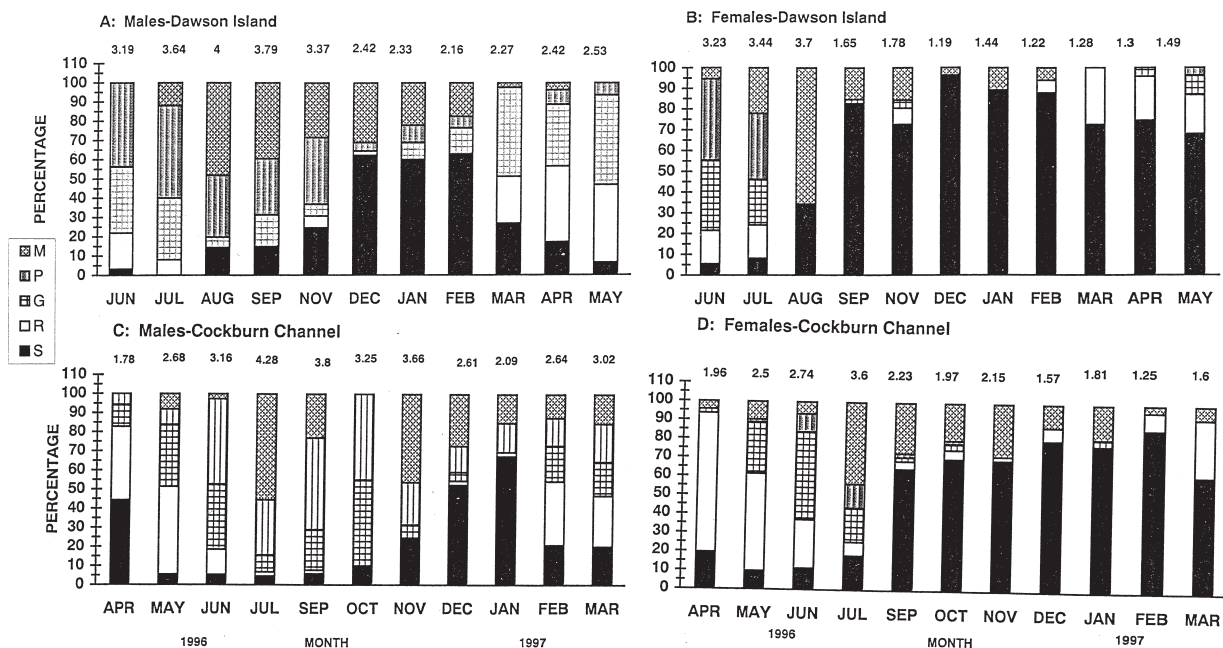 A: Males-Dawson Island
3.19 3.64 4 3.79 3.37 2.42 2.33 2.16 2.27 2.42 2.53
PERCENTAGE
110
100
90
80
70
60
50
40
30
20
10
0
JUN JUL AUG SEP NOV DEC JAN FEB MAR APR MAY
B: Females-Dawson Island
3.23 3.44 3.7 1.65 1.78 1.19 1.44 1.22 1.28 1.3 1.49
100
90
80
70
60
50
40
30
20
10
0
JUN JUL AUG SEP NOV DEC JAN FEB MAR APR MAY
M
P
G
R
S
C: Males-Cockburn Channel
1.78 2.68 3.16 4.28 3.8 3.25 3.66 2.61 2.09 2.64 3.02
PERCENTAGE
110
100
90
80
70
60
50
40
30
20
10
0
APR MAY JUN JUL SEP OCT NOV DEC JAN FEB MAR
1996 MONTH 1997
D: Females-Cockburn Channel
1.96 2.5 2.74 3.6 2.23 1.97 2.15 1.57 1.81 1.25 1.6
110
100
90
80
70
60
50
40
30
20
10
0
APR MAY JUN JUL SEP OCT NOV DEC JAN FEB MAR
1996 MONTH 1997